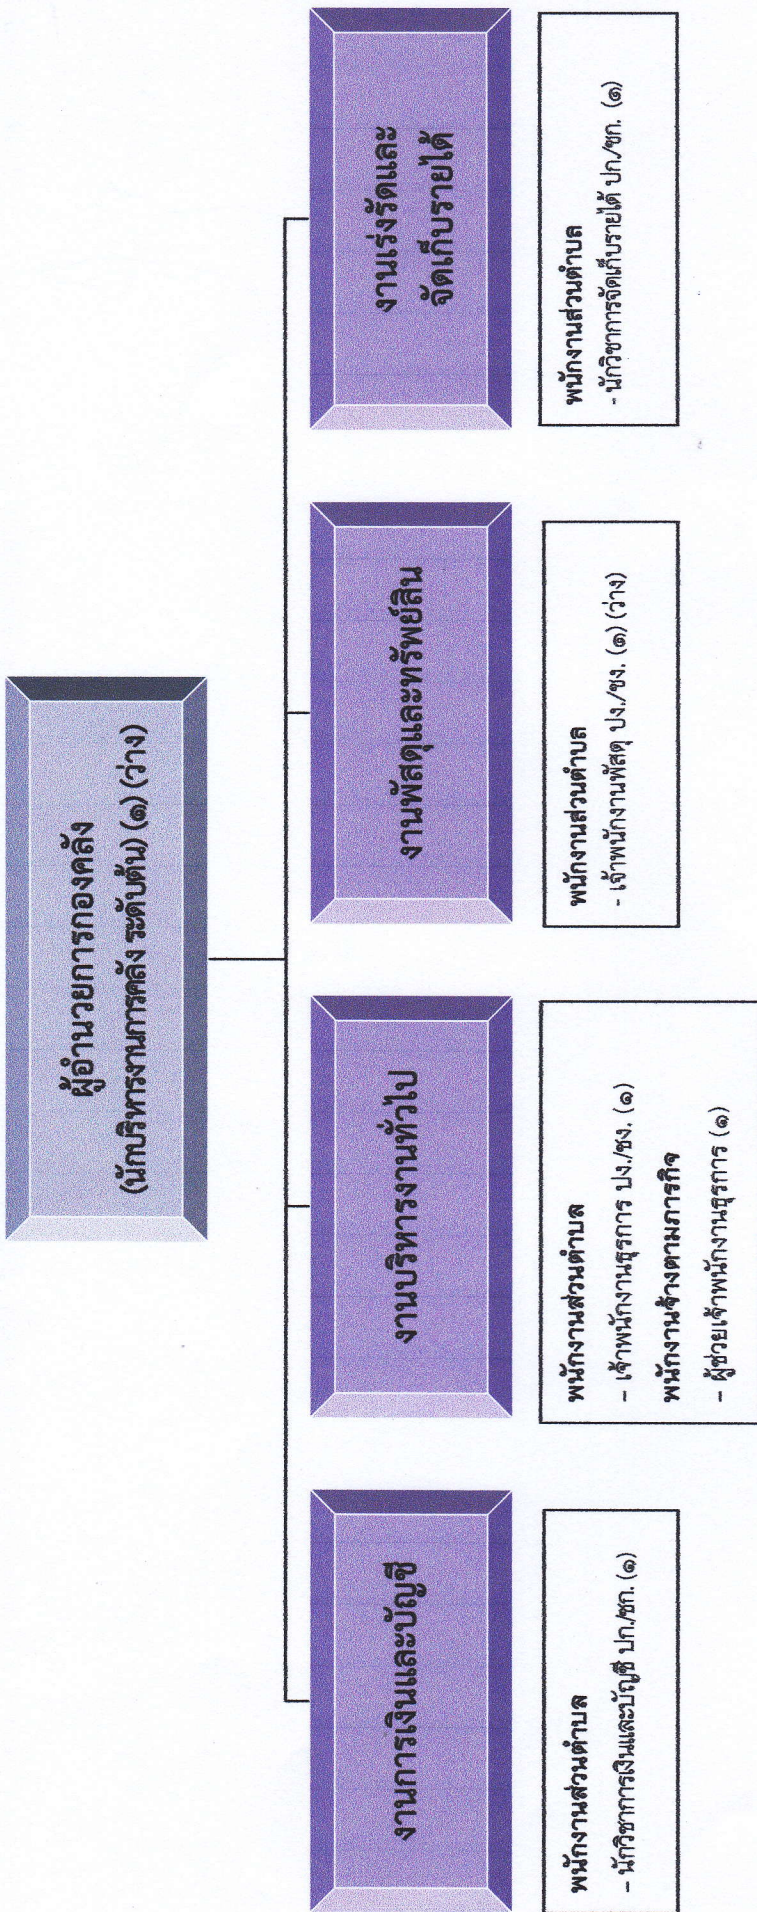 ผู้อำนวยการกองคลัง
(นักบริหารงานการคลัง ระดับต้น) (๑) (ว่าง)
งานการเงินและบัญชี
งานบริหารงานทั่วไป
งานพัสดุและทรัพย์สิน
งานเร่งรัดและ
จัดเก็บรายได้
พนักงานส่วนตำบล
- นักวิชาการเงินและบัญชี ปก./ชก. (๑)
พนักงานส่วนตำบล
- เจ้าพนักงานธุรการ ปง./ชง. (๑)
พนักงานจ้างตามภารกิจ
- ผู้ช่วยเจ้าพนักงานธุรการ (๑)
พนักงานส่วนตำบล
- เจ้าพนักงานพัสดุ ปง./ชง. (๑) (ว่าง)
พนักงานส่วนตำบล
- นักวิชาการจัดเก็บรายได้ ปก./ชก. (๑)